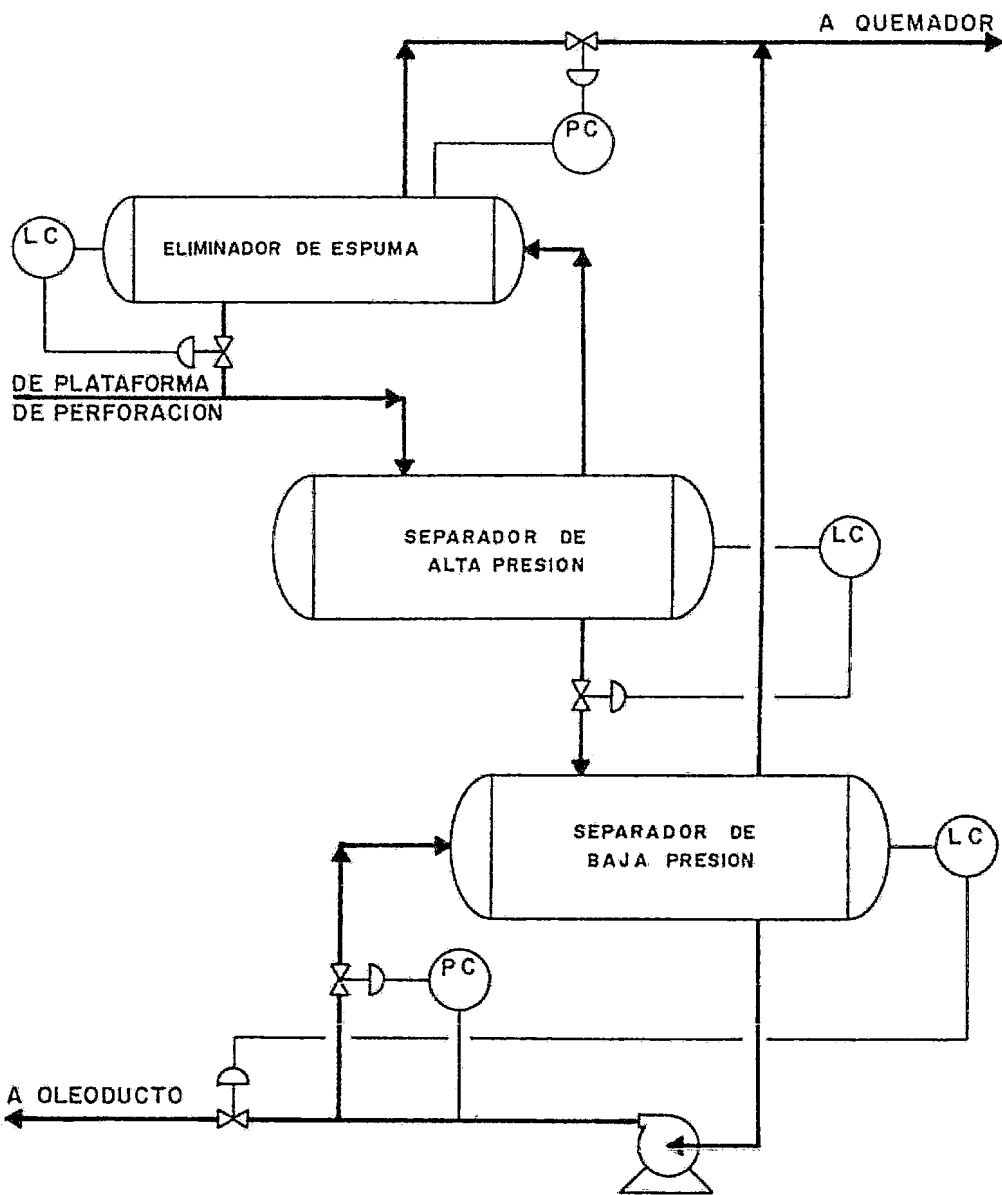 A QUEMADOR
PC
LC
ELIMINADOR DE ESPUMA
DE PLATAFORMA
DE PERFORACION
SEPARADOR DE
ALTA PRESION
LC
SEPARADOR DE
BAJA PRESION
LC
PC
A OLEODUCTO